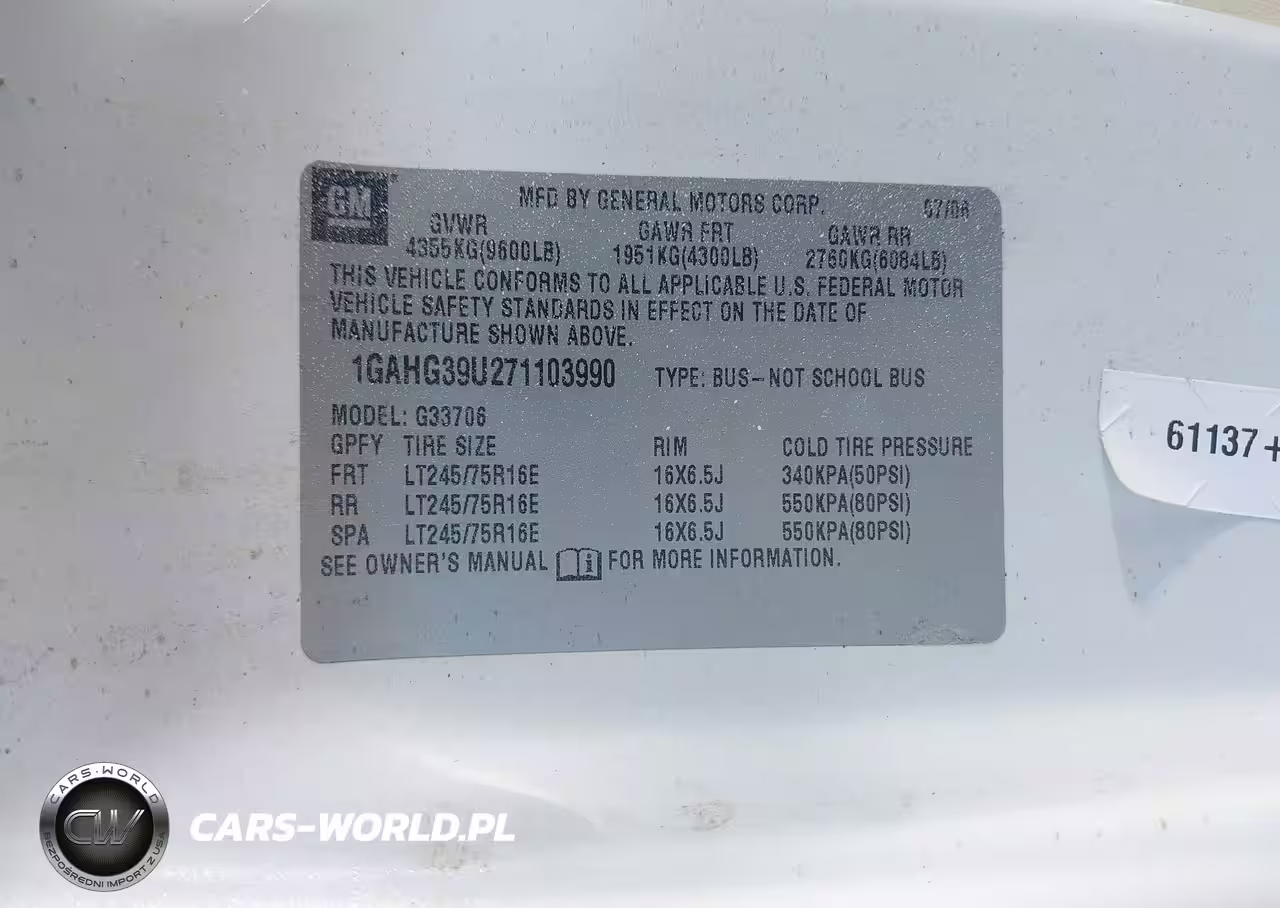 GM
MFD BY GENERAL MOTORS CORP. 07/06
GVWR GAWR FRT GAWR RR
4355KG(9600LB) 1951KG(4300LB) 2760KG(6084LB)
THIS VEHICLE CONFORMS TO ALL APPLICABLE U.S. FEDERAL MOTOR
VEHICLE SAFETY STANDARDS IN EFFECT ON THE DATE OF
MANUFACTURE SHOWN ABOVE.
1GAHG39U271103990 TYPE: BUS-NOT SCHOOL BUS
MODEL: G33706
GPFY TIRE SIZE RIM COLD TIRE PRESSURE
FRT LT245/75R16E 16X6.5J 340KPA(50PSI)
RR LT245/75R16E 16X6.5J 550KPA(80PSI)
SPA LT245/75R16E 16X6.5J 550KPA(80PSI)
SEE OWNER'S MANUAL i FOR MORE INFORMATION.
61137+
CARS-WORLD
CW
BEZPOŚREDNI IMPORT Z USA
CARS-WORLD.PL